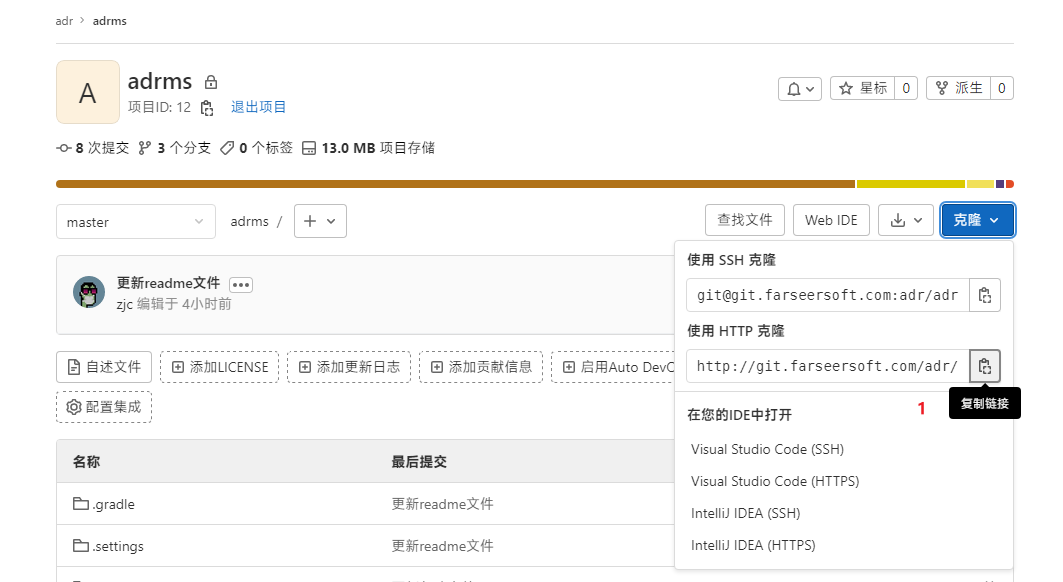 adr > adrms
A
adrms
项目ID: 12 退出项目
星标 0 派生 0
8 次提交 3 个分支 0 个标签 13.0 MB 项目存储
master adrms / + 查找文件 Web IDE 克隆
更新readme文件
zjc 编辑于 4小时前
使用 SSH 克隆
git@git.farseersoft.com:adr/adr
使用 HTTP 克隆
http://git.farseersoft.com/adr/
复制链接
1
自述文件 添加LICENSE 添加更新日志 添加贡献信息 启用Auto DevO
配置集成
在您的IDE中打开
Visual Studio Code (SSH)
Visual Studio Code (HTTPS)
IntelliJ IDEA (SSH)
IntelliJ IDEA (HTTPS)
名称 最后提交
.gradle 更新readme文件
.settings 更新readme文件